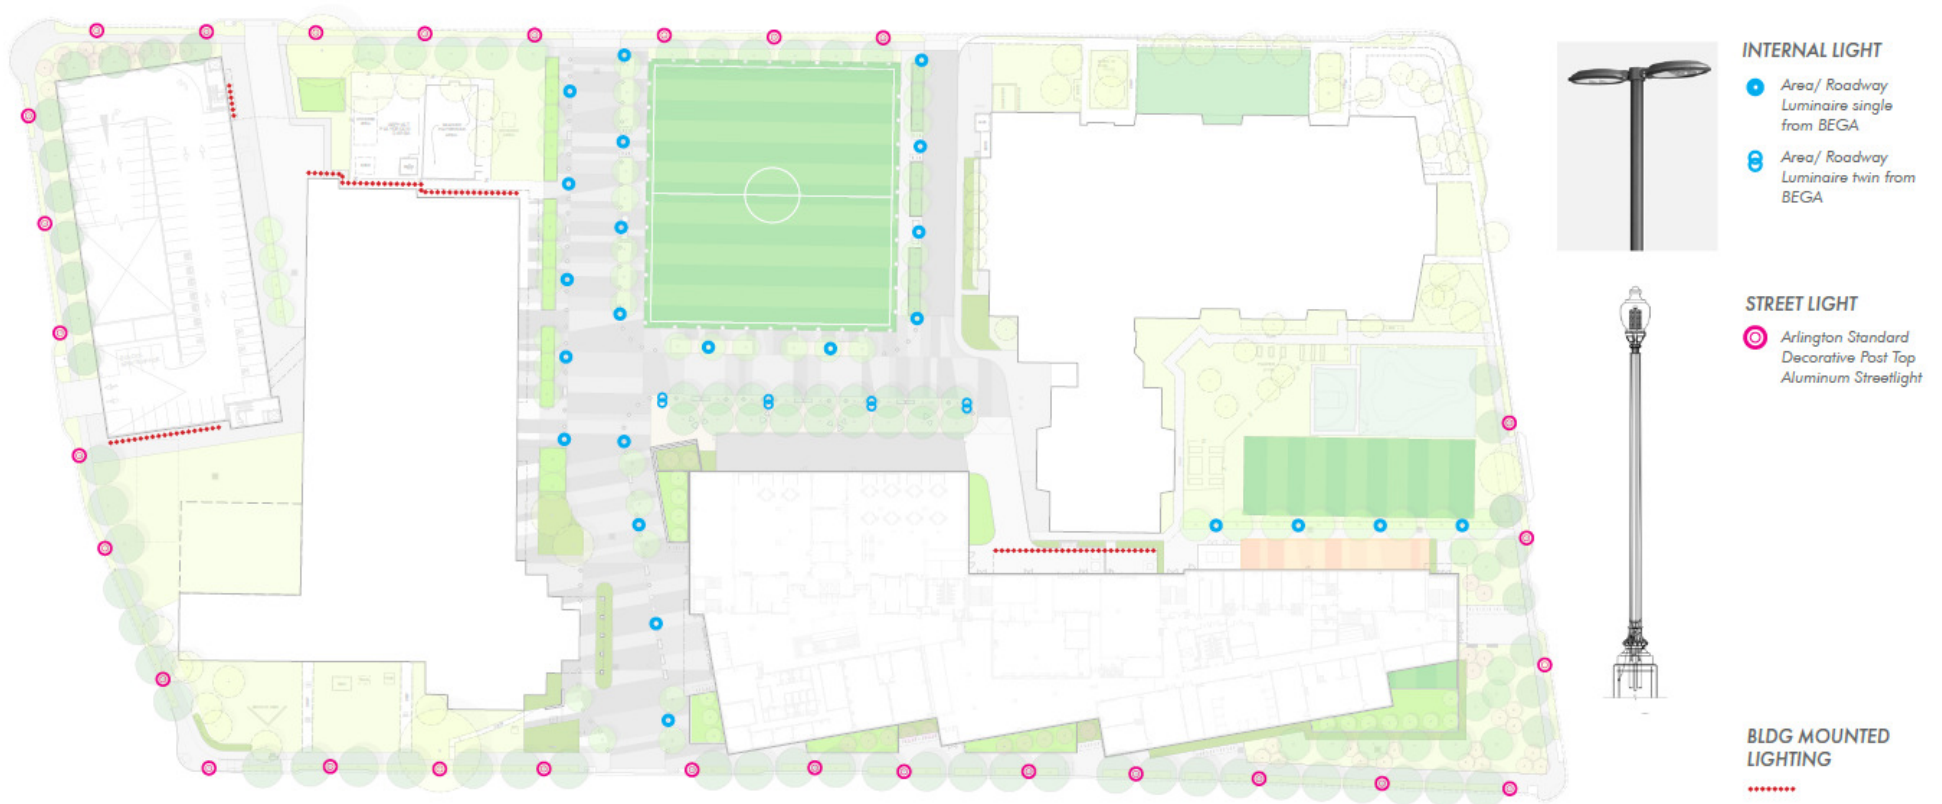 INTERNAL LIGHT
Area/ Roadway
Luminaire single
from BEGA
Area/ Roadway
Luminaire twin from
BEGA
STREET LIGHT
Arlington Standard
Decorative Post Top
Aluminum Streetlight
BLDG MOUNTED
LIGHTING